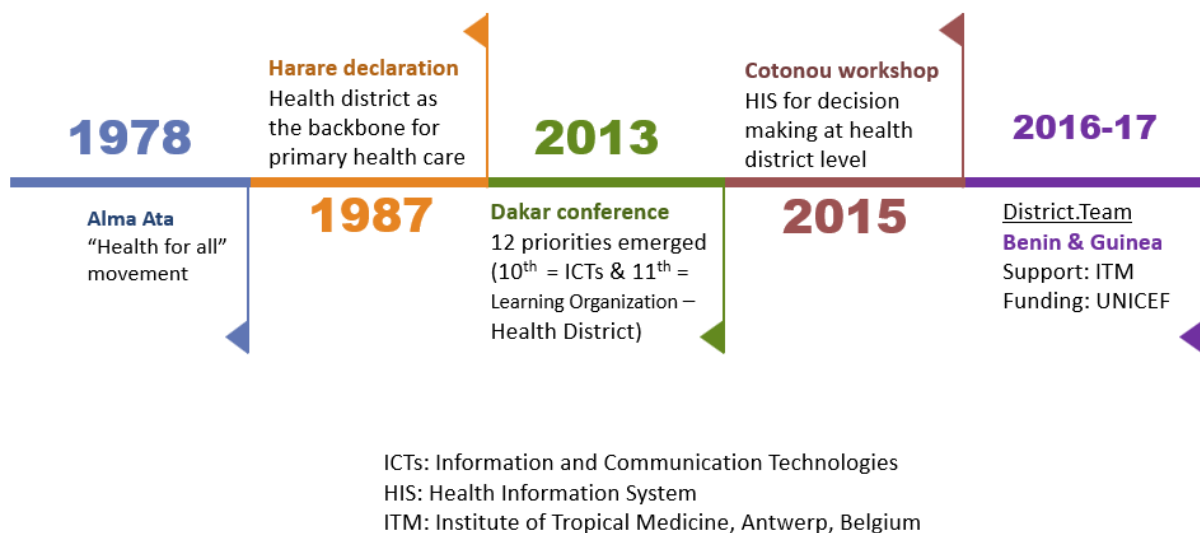 1978
Alma Ata
“Health for all”
movement
Harare declaration
Health district as
the backbone for
primary health care
1987
2013
Dakar conference
12 priorities emerged
(10th = ICTs & 11th =
Learning Organization –
Health District)
Cotonou workshop
HIS for decision
making at health
district level
2015
2016-17
District.Team
Benin & Guinea
Support: ITM
Funding: UNICEF
ICTs: Information and Communication Technologies
HIS: Health Information System
ITM: Institute of Tropical Medicine, Antwerp, Belgium